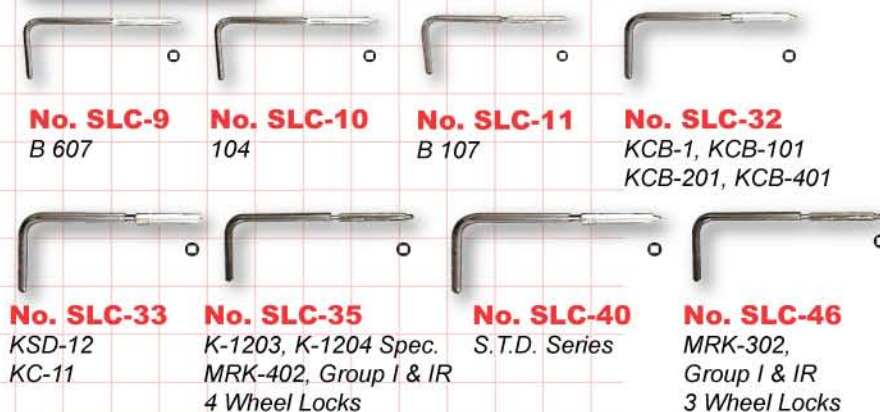 No. SLC-9
B 607
No. SLC-10
104
No. SLC-11
B 107
No. SLC-32
KCB-1, KCB-101
KCB-201, KCB-401
No. SLC-33
KSD-12
KC-11
No. SLC-35
K-1203, K-1204 Spec.
MRK-402, Group I & IR
4 Wheel Locks
No. SLC-40
S.T.D. Series
No. SLC-46
MRK-302,
Group I & IR
3 Wheel Locks